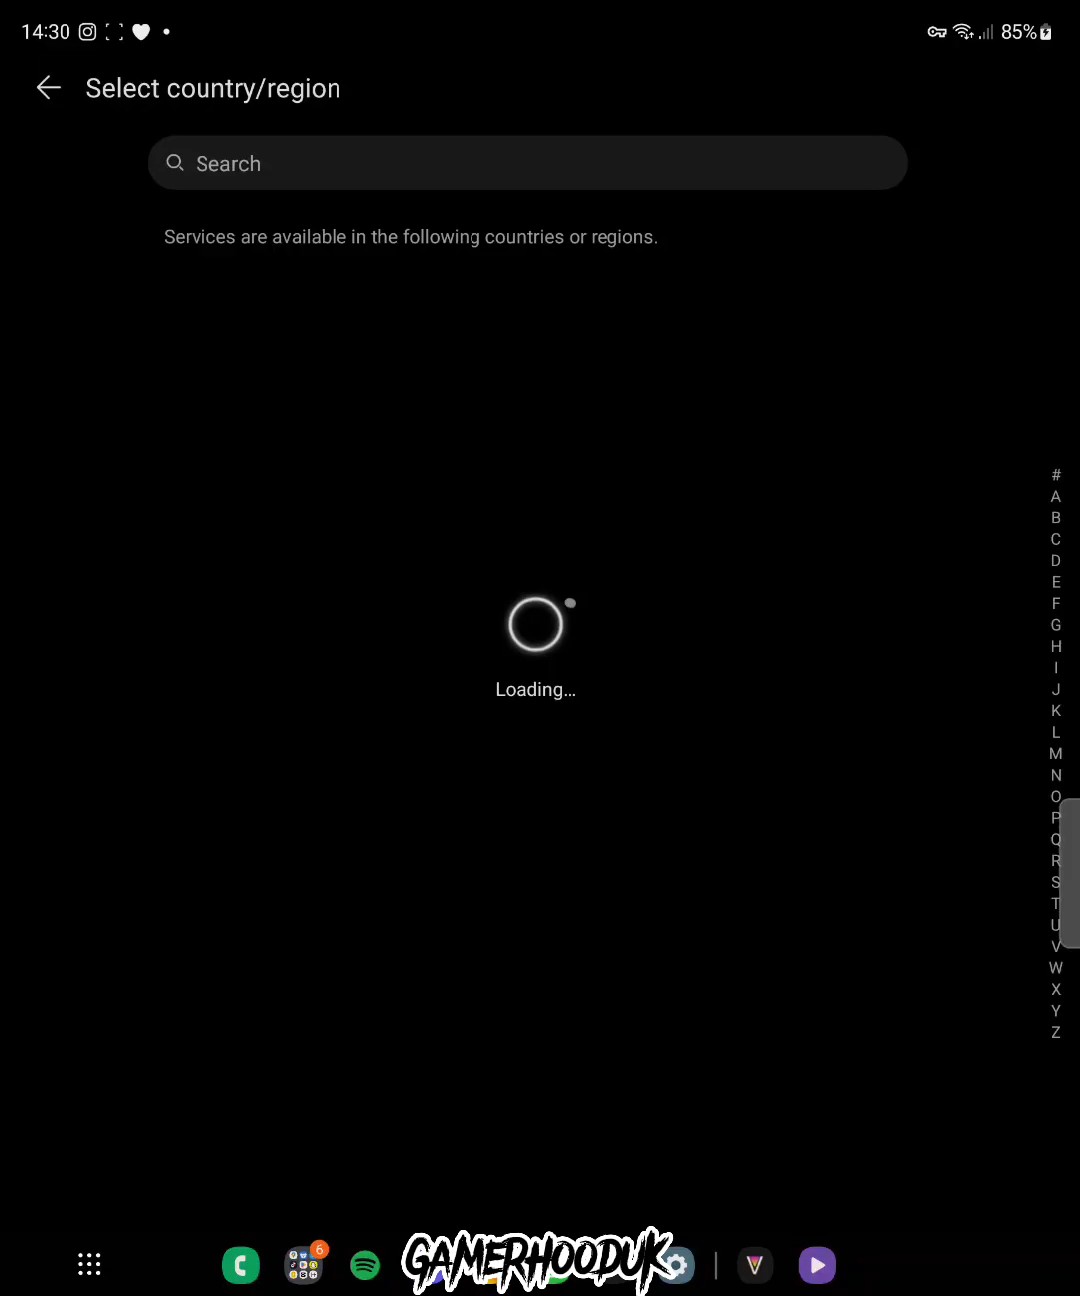 14:30
85%
Select country/region
Search
Services are available in the following countries or regions.
Loading...
#
A
B
C
D
E
F
G
H
I
J
K
L
M
N
O
P
Q
R
S
T
U
V
W
X
Y
Z
6
GAMERHOODUK